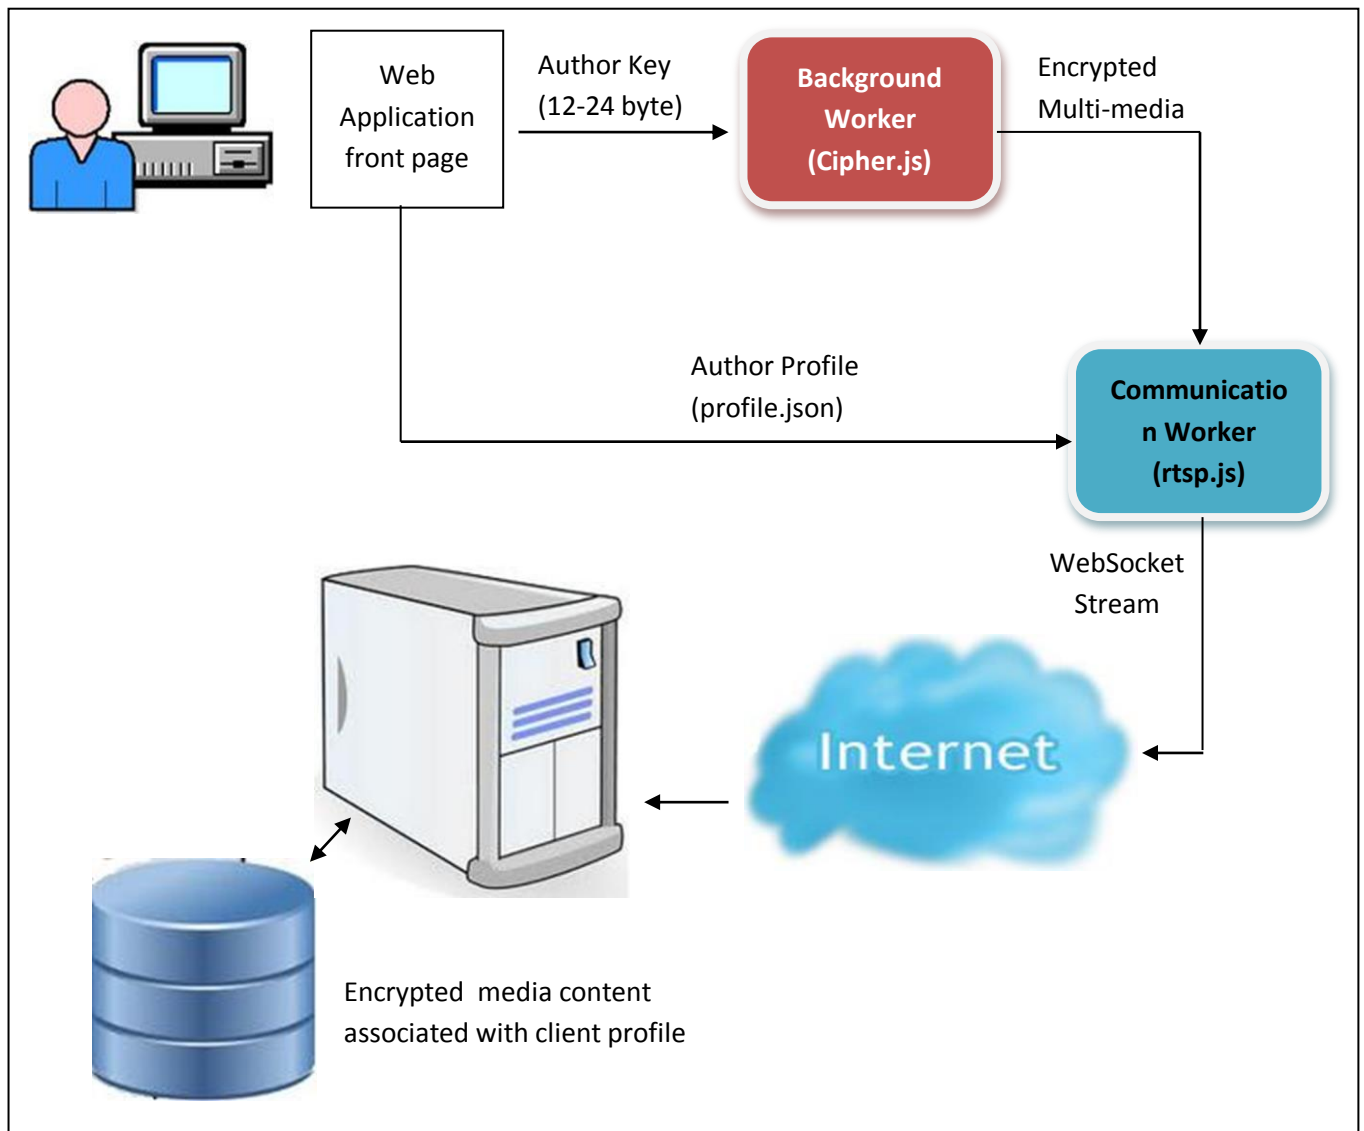 Web
Application
front page
Author Key
(12-24 byte)
Background
Worker
(Cipher.js)
Encrypted
Multi-media
Author Profile
(profile.json)
Communicatio
n Worker
(rtsp.js)
WebSocket
Stream
Internet
Encrypted  media content
associated with client profile